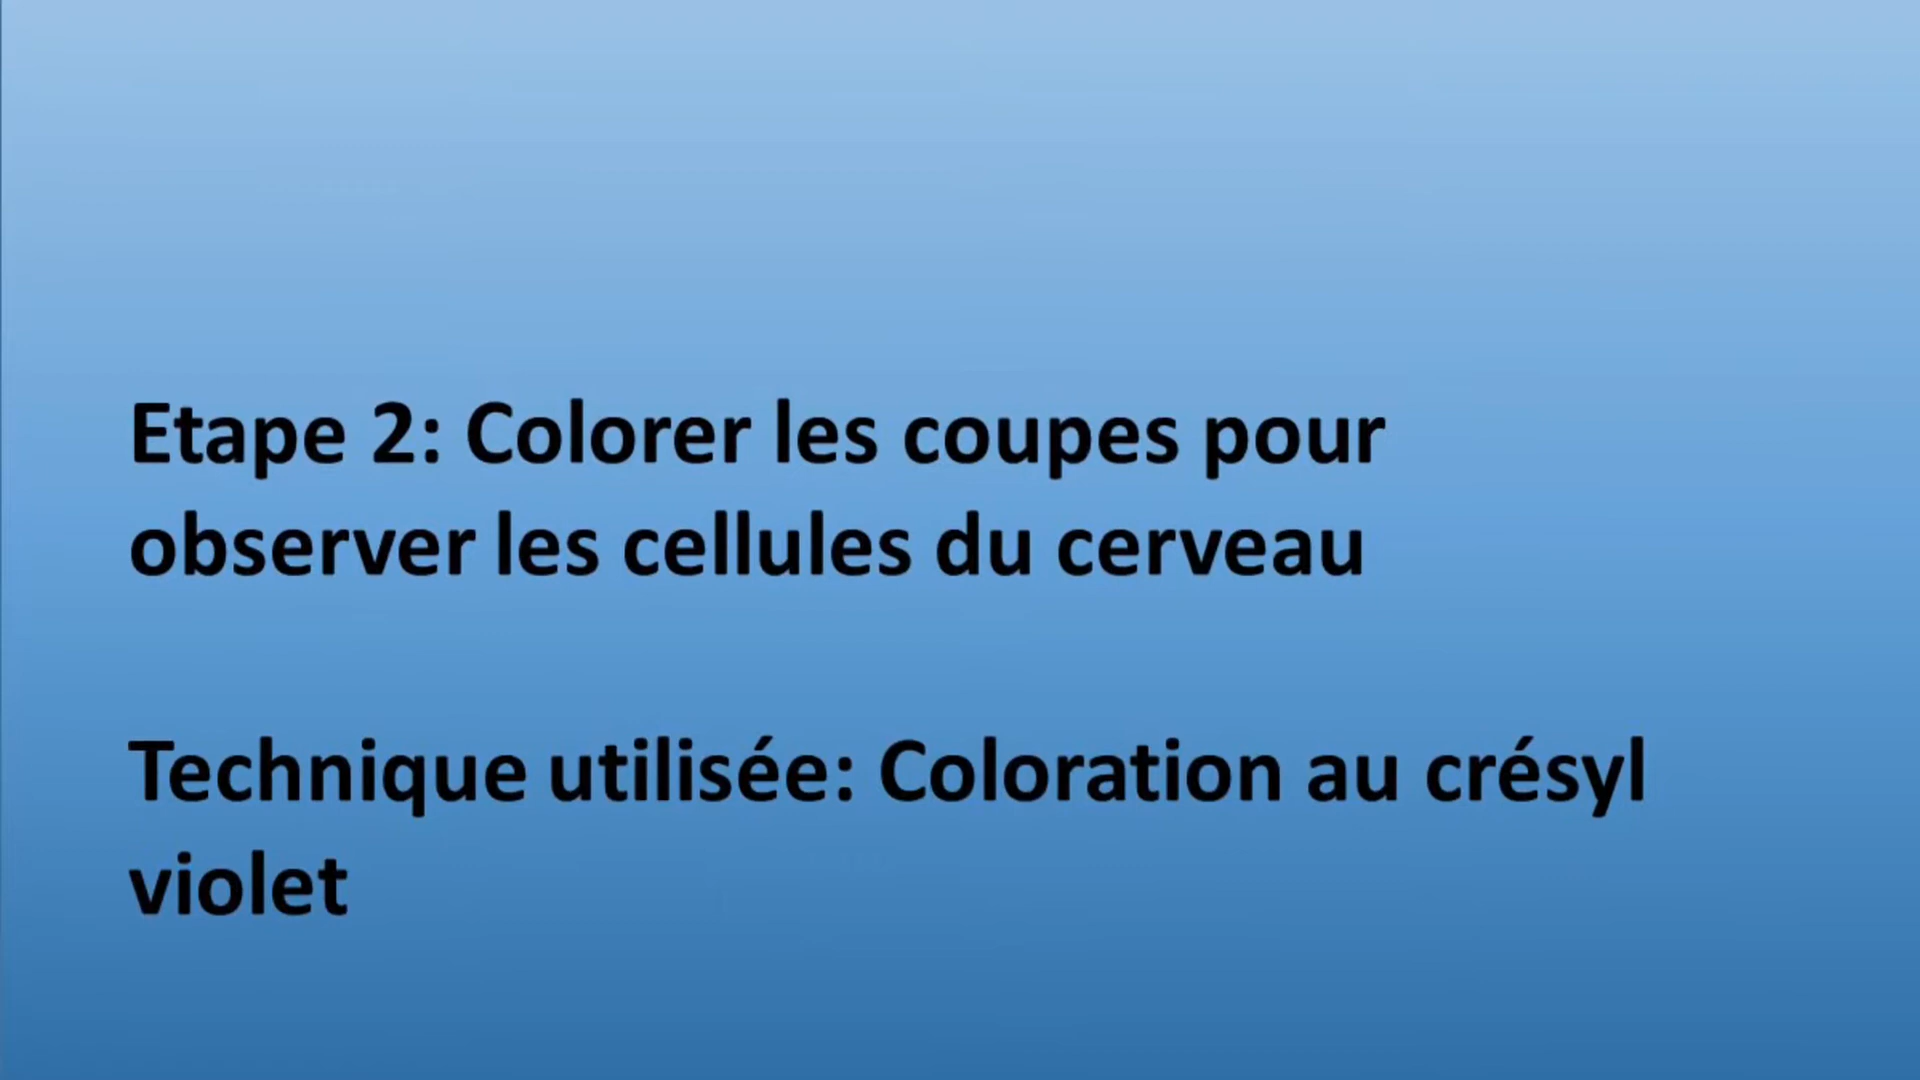 Etape 2: Colorer les coupes pour
observer les cellules du cerveau
Technique utilisée: Coloration au crésyl
violet